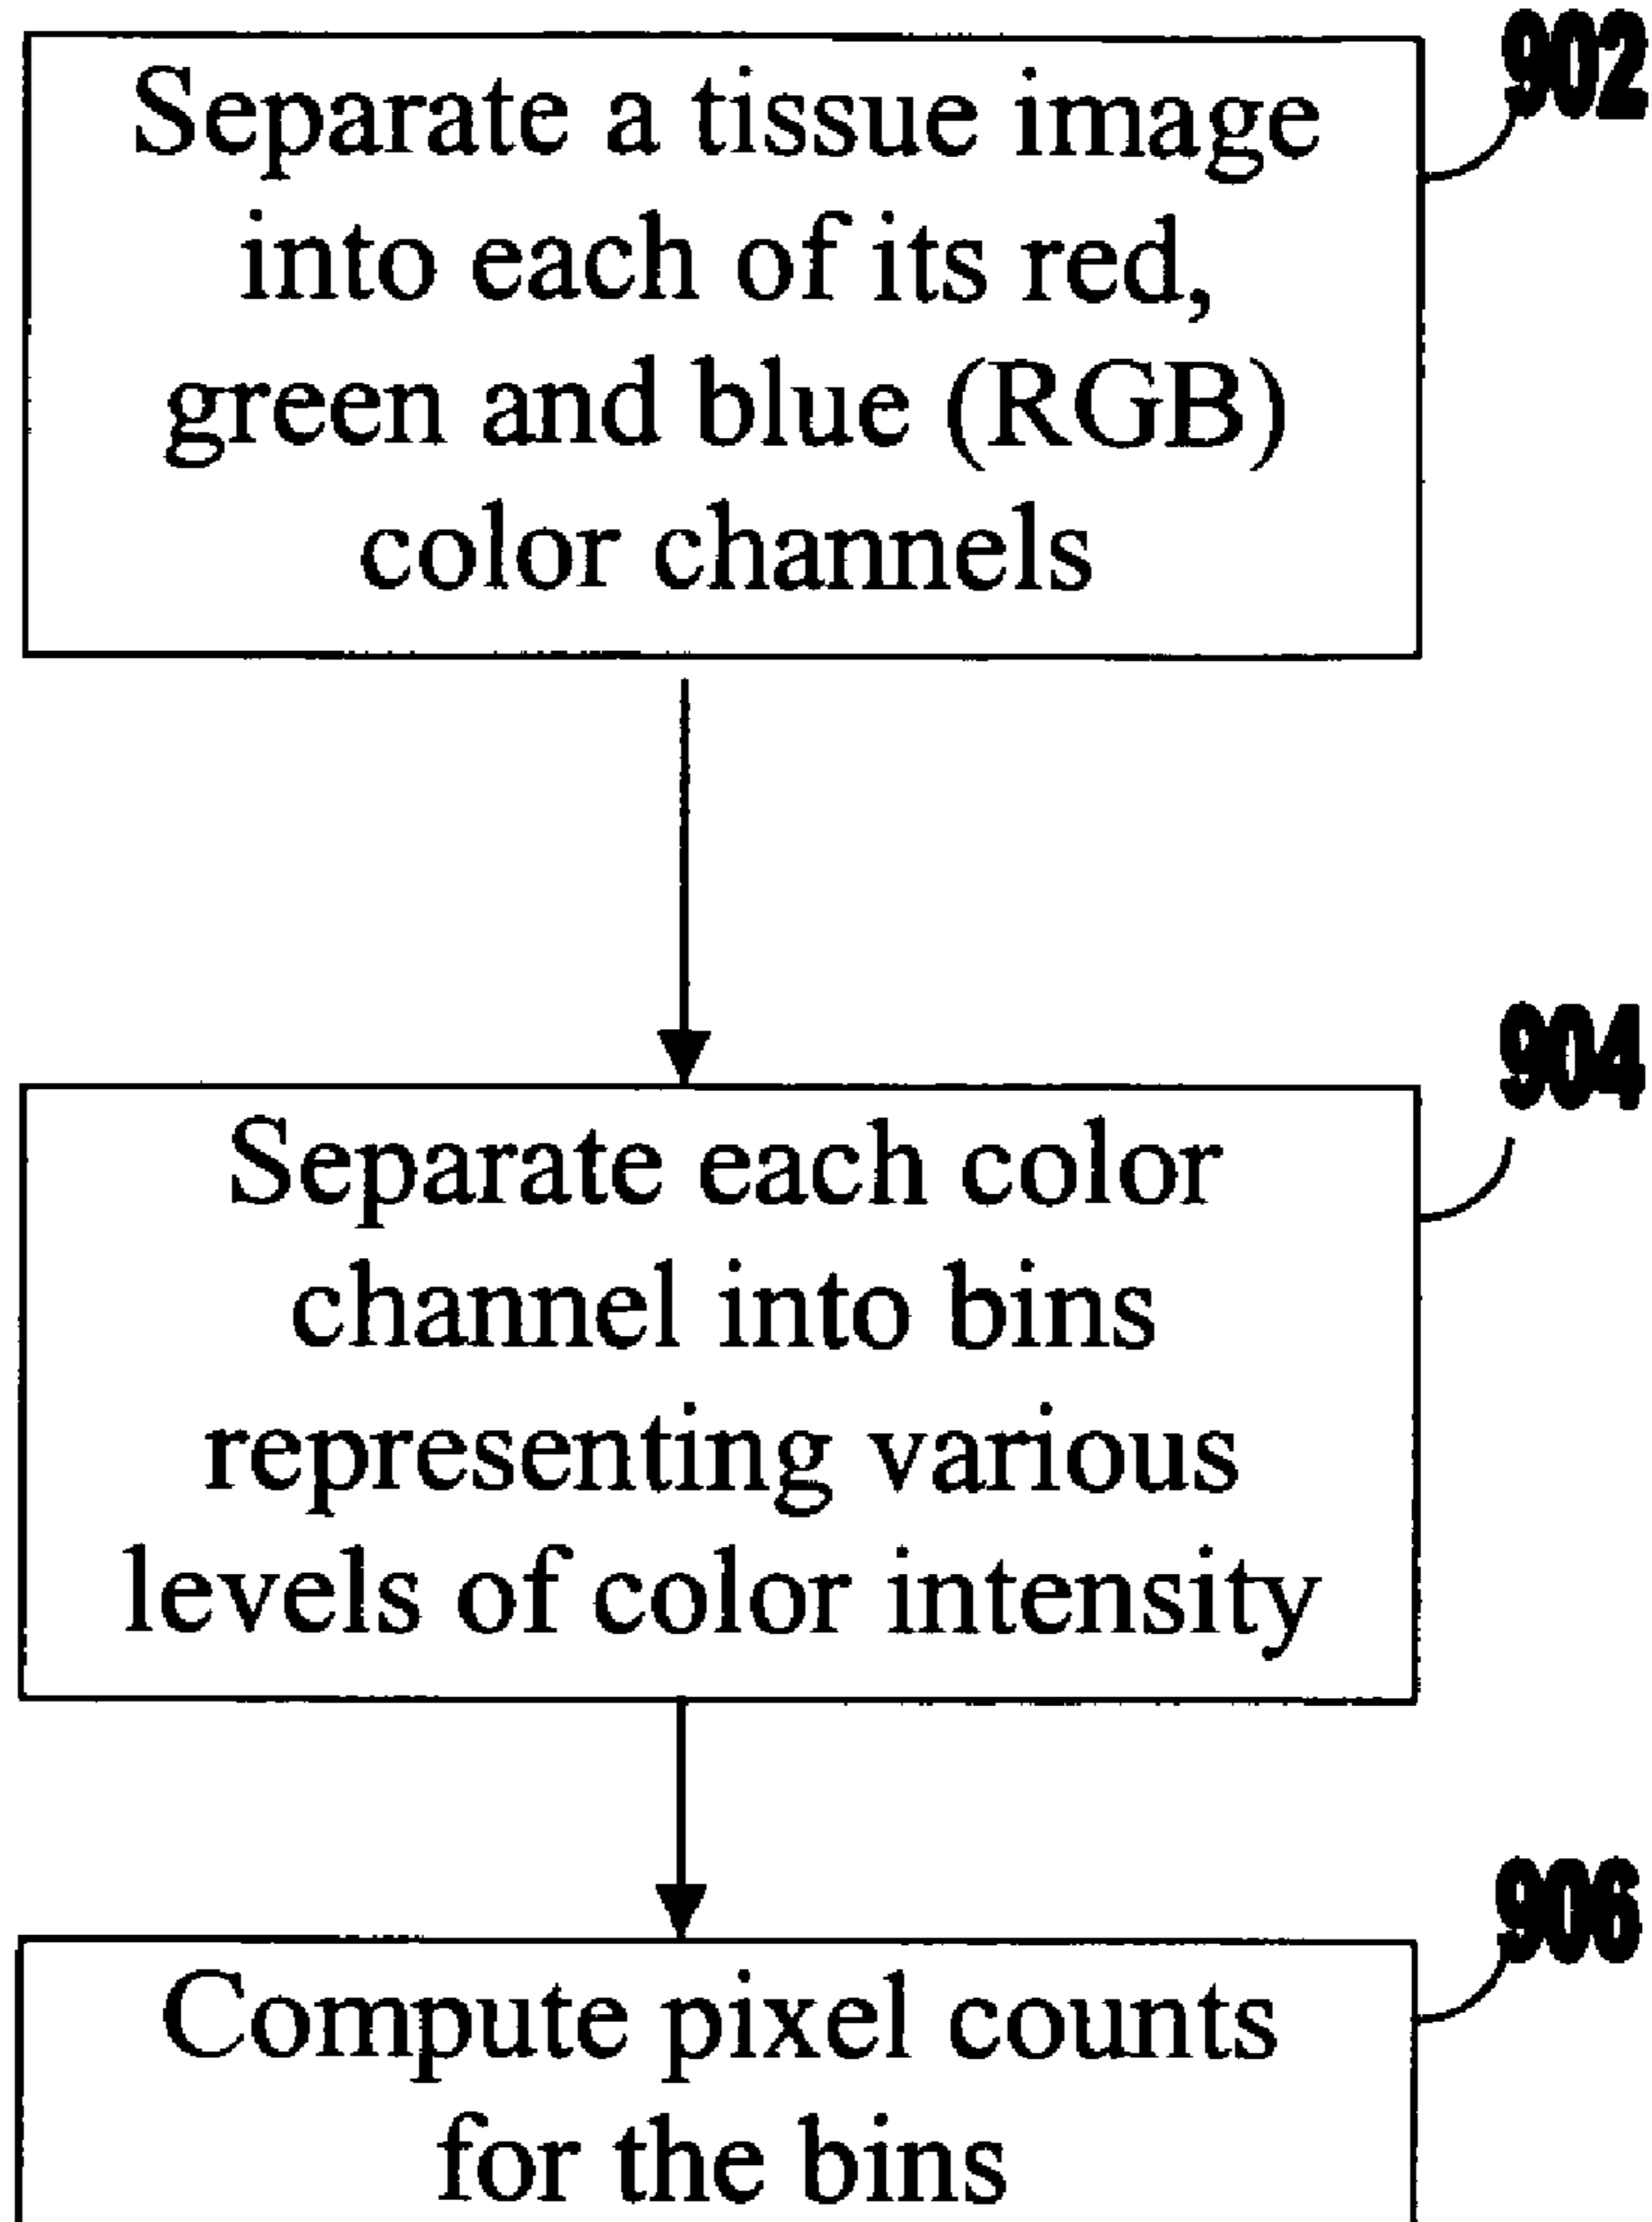 902
Separate a tissue image
into each of its red,
green and blue (RGB)
color channels
904
Separate each color
channel into bins
representing various
levels of color intensity
906
Compute pixel counts
for the bins